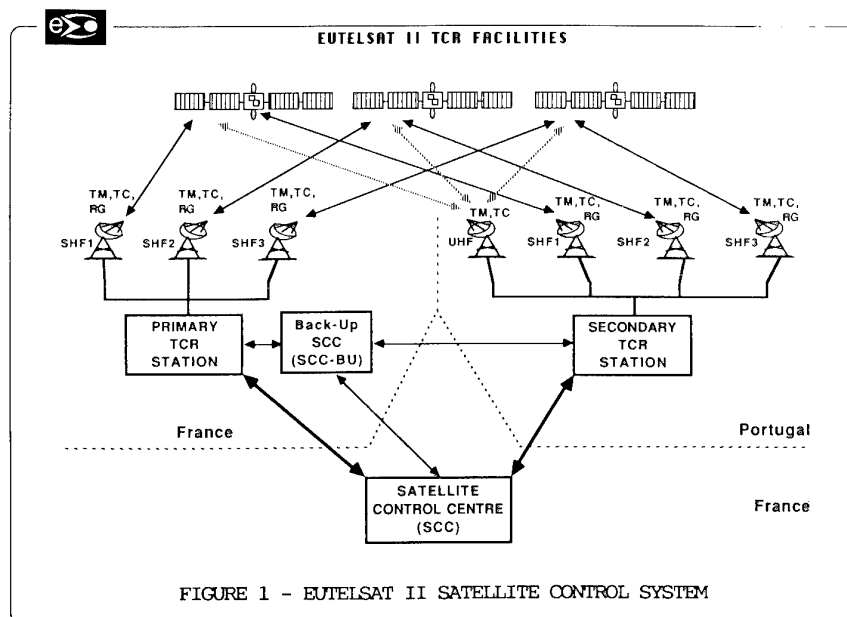 EUTELSAT II TCR FACILITIES
TM,TC,
RG
SHF1
TM,TC,
RG
SHF2
TM,TC,
RG
SHF3
TM,TC
UHF
TM,TC,
RG
SHF1
TM,TC,
RG
SHF2
TM,TC,
RG
SHF3
PRIMARY
TCR
STATION
Back-Up
SCC
(SCC-BU)
SECONDARY
TCR
STATION
France
Portugal
SATELLITE
CONTROL CENTRE
(SCC)
France
FIGURE 1 - EUTELSAT II SATELLITE CONTROL SYSTEM